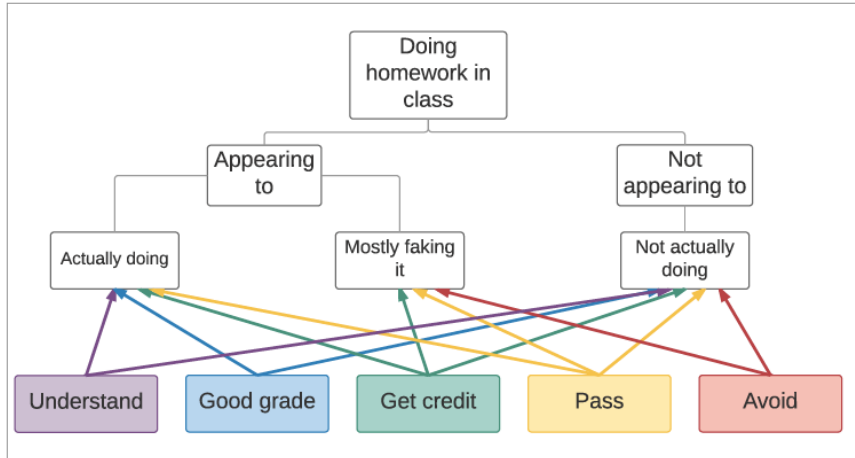 Doing
homework in
class
Appearing
to
Not
appearing to
Actually doing
Mostly faking
it
Not actually
doing
Understand
Good grade
Get credit
Pass
Avoid